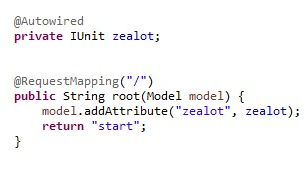 @Autowired
private IUnit zealot;
@RequestMapping("/")
public String root(Model model) {
model.addAttribute("zealot", zealot);
return "start";
}